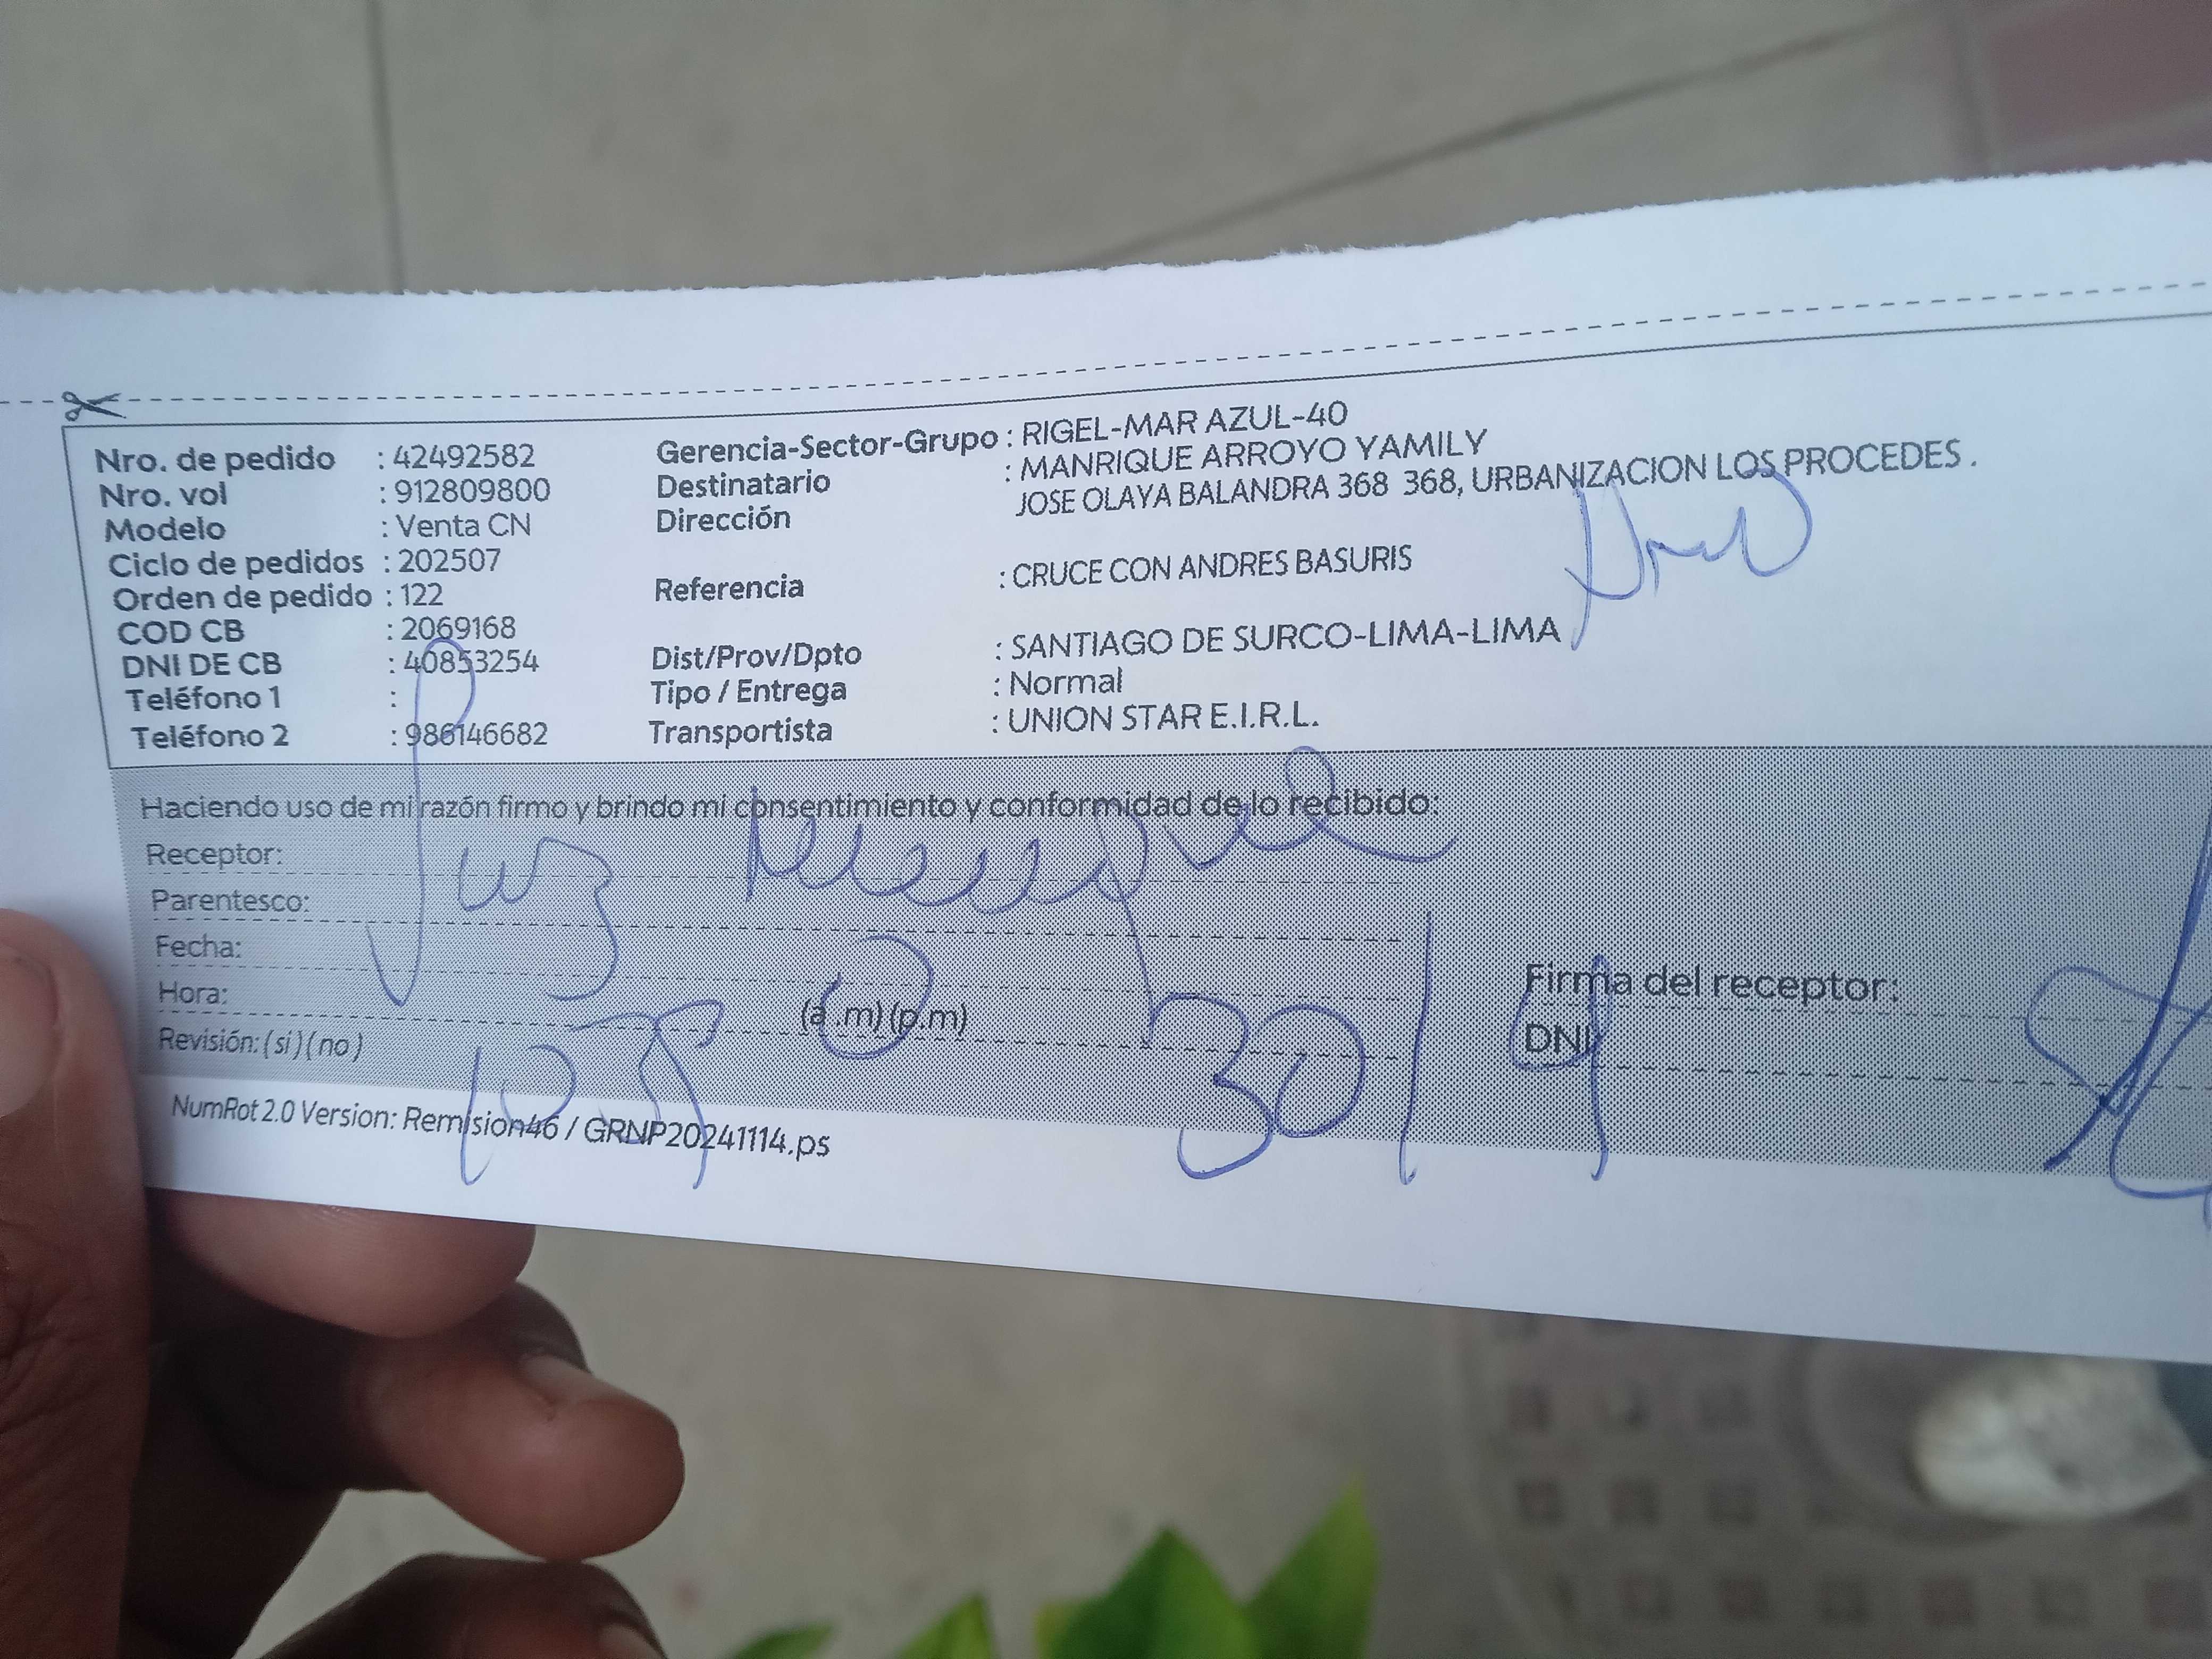 Nro. de pedido : 42492582
Nro. vol : 912809800
Modelo : Venta CN
Ciclo de pedidos : 202507
Orden de pedido : 122
COD CB : 2069168
DNI DE CB : 40853254
Teléfono 1 :
Teléfono 2 : 986146682
Gerencia-Sector-Grupo : RIGEL-MAR AZUL-40
Destinatario : MANRIQUE ARROYO YAMILY
Dirección JOSE OLAYA BALANDRA 368 368, URBANIZACION LOS PROCEDES .
Referencia : CRUCE CON ANDRES BASURIS
Dist/Prov/Dpto : SANTIAGO DE SURCO-LIMA-LIMA
Tipo / Entrega : Normal
Transportista : UNION STAR E.I.R.L.
Haciendo uso de mi razón firmo y brindo mi consentimiento y conformidad de lo recibido:
Receptor: Luz
Parentesco:
Fecha:
Hora: (a .m) (p.m)
Revisión: ( si ) ( no )
30/4
Firma del receptor:
DNI
NumRot 2.0 Version: Remision46 / GRNP20241114.ps